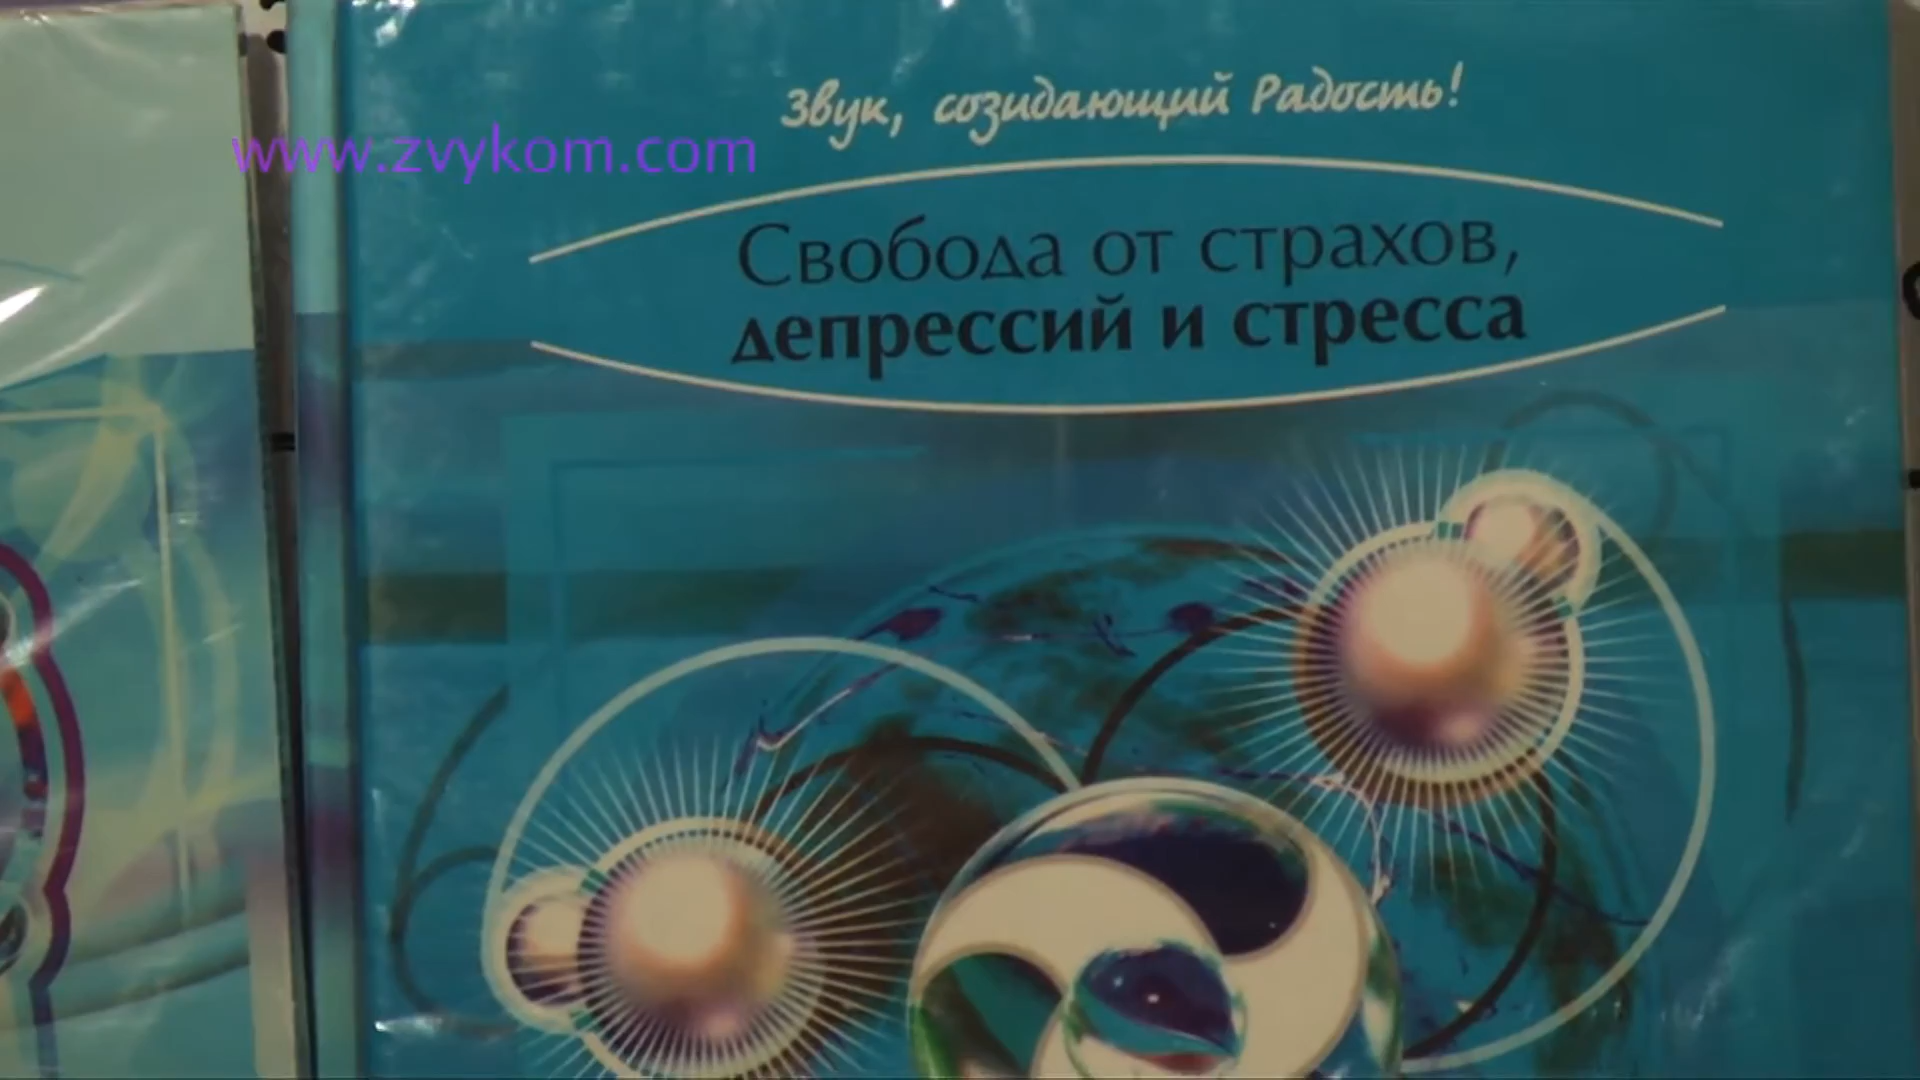 Звук, созидающий Радость!
www.zvykom.com
Свобода от страхов,
депрессий и стресса